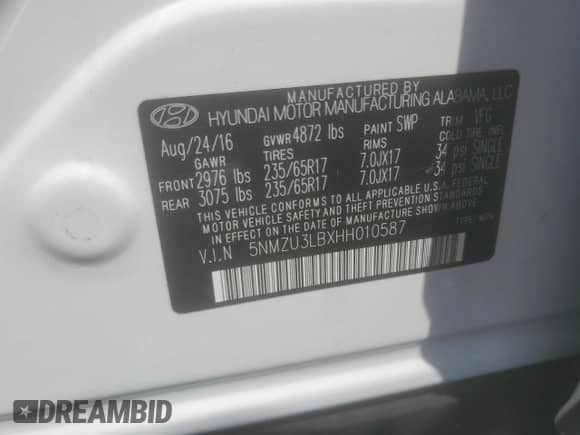 MANUFACTURED BY
HYUNDAI MOTOR MANUFACTURING ALABAMA, LLC
Aug/24/16 GVWR 4872 lbs PAINT SWP TRIM VFC
GAWR TIRES RIMS COLD TIRE INFL
FRONT 2976 lbs 235/65R17 7.0JX17 34 psi SINGLE
REAR 3075 lbs 235/65R17 7.0JX17 34 psi SINGLE
THIS VEHICLE CONFORMS TO ALL APPLICABLE U.S.A. FEDERAL
MOTOR VEHICLE SAFETY AND THEFT PREVENTION STANDARDS
IN EFFECT ON THE DATE OF MANUFACTURE SHOWN ABOVE
V.I.N 5NMZU3LBXHH010587 TYPE: MPV
DREAMBID